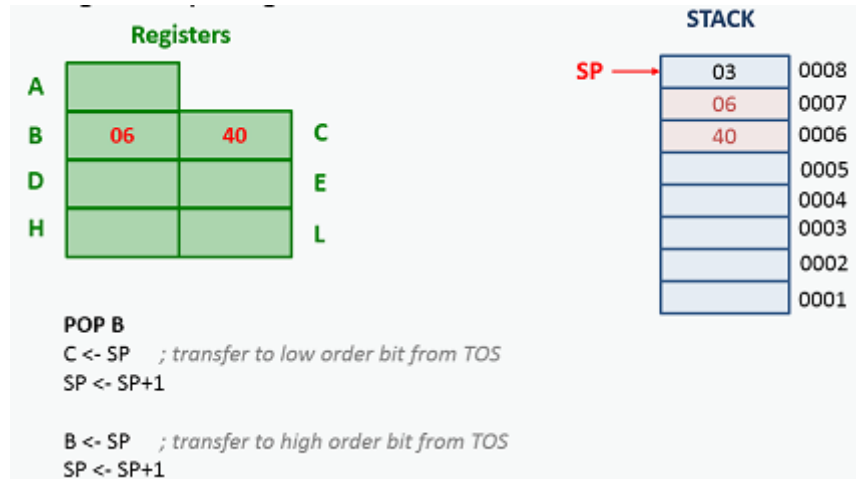 Registers
STACK
SP
03 0008
A
06 0007
B 06 40 C
40 0006
0005
D E
0004
H L
0003
0002
0001
POP B
C <- SP ; transfer to low order bit from TOS
SP <- SP+1
B <- SP ; transfer to high order bit from TOS
SP <- SP+1